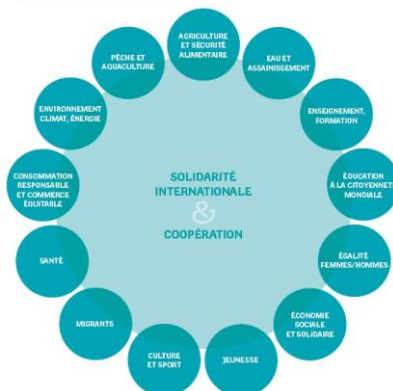 AGRICULTURE
ET SÉCURITÉ
ALIMENTAIRE
EAU ET
ASSAINISSEMENT
ENSEIGNEMENT,
FORMATION
ÉDUCATION
À LA CITOYENNETÉ
MONDIALE
ÉGALITÉ
FEMMES/HOMMES
ÉCONOMIE
SOCIALE
ET SOLIDAIRE
JEUNESSE
CULTURE
ET SPORT
MIGRANTS
SANTÉ
CONSOMMATION
RESPONSABLE
ET COMMERCE
ÉQUITABLE
ENVIRONNEMENT
CLIMAT, ÉNERGIE
PÊCHE ET
AQUACULTURE
SOLIDARITÉ
INTERNATIONALE
&
COOPÉRATION